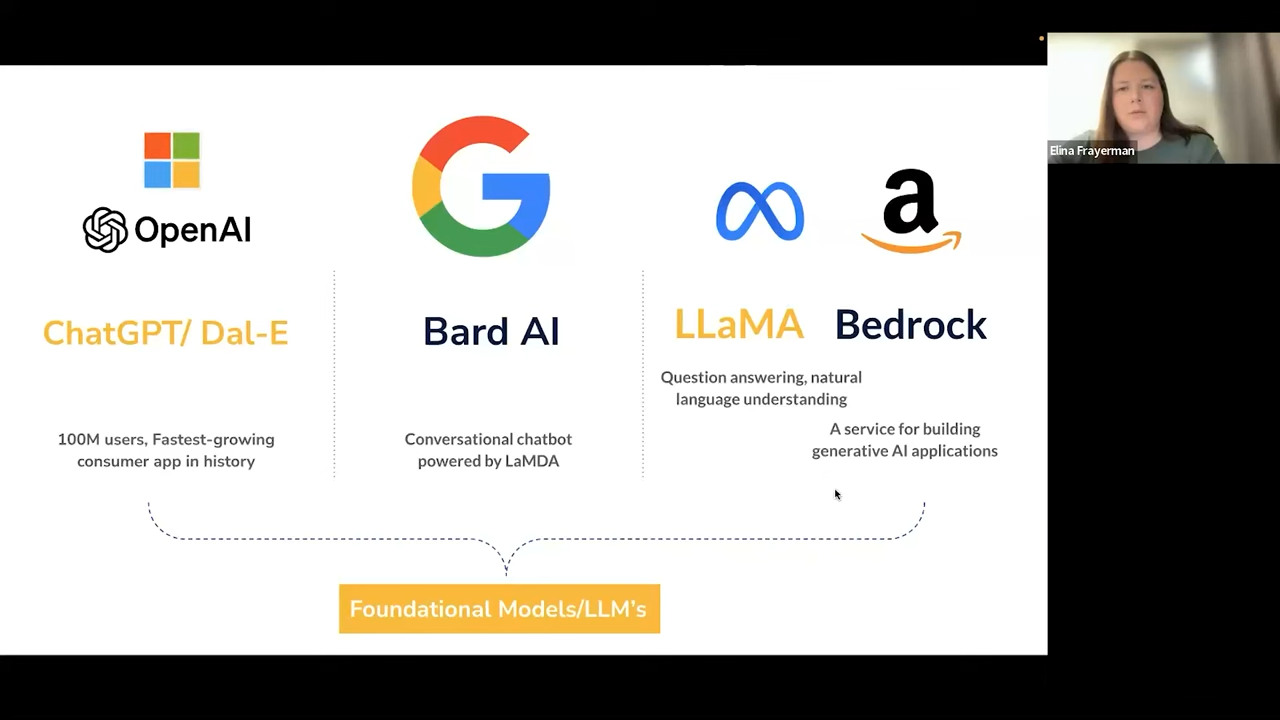 OpenAI
ChatGPT/ Dal-E
100M users, Fastest-growing
consumer app in history
Bard AI
Conversational chatbot
powered by LaMDA
a
LLaMA
Question answering, natural
language understanding
Bedrock
A service for building
generative AI applications
Foundational Models/LLM's
Elina Frayerman